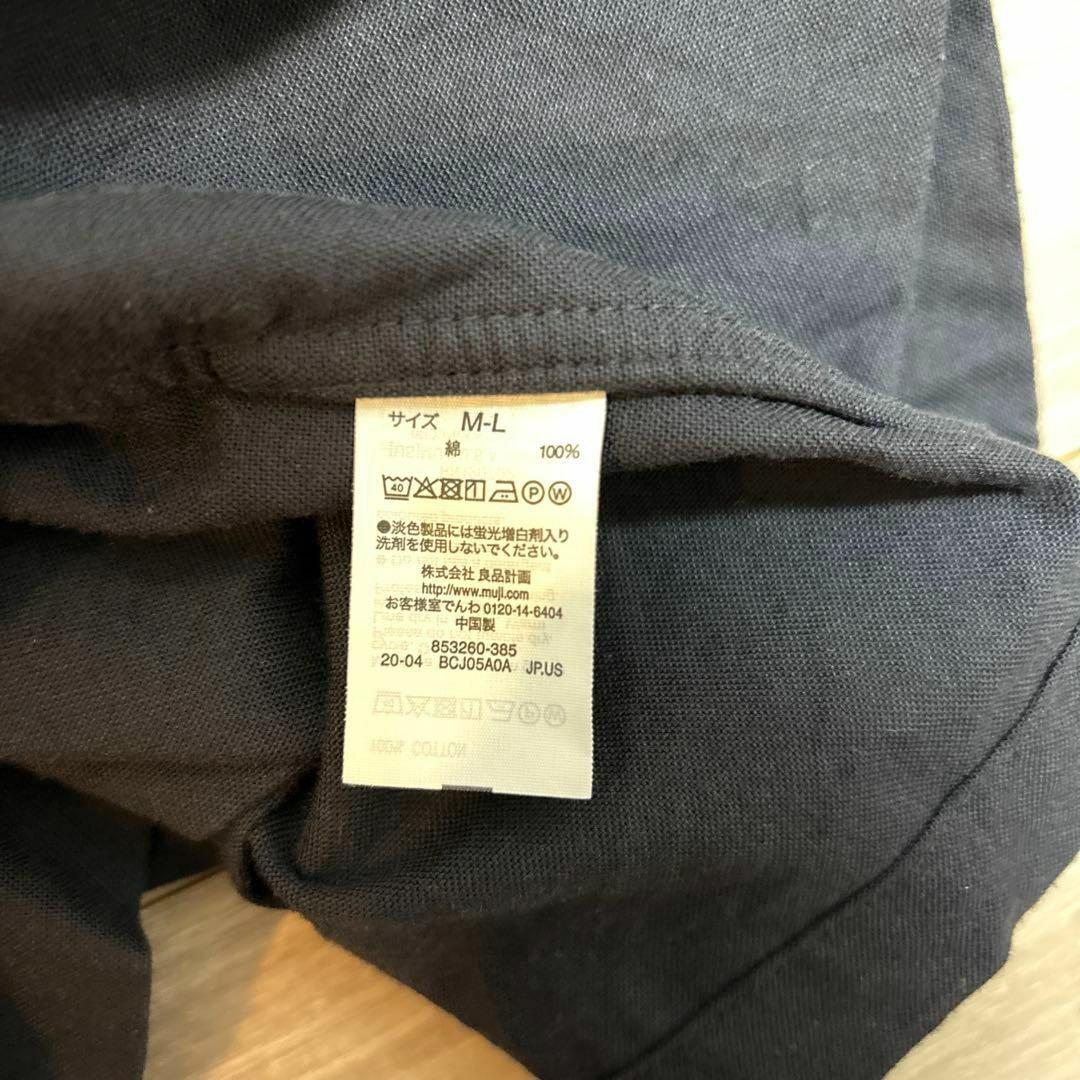 サイズ M-L
綿 100%
40 P W
●淡色製品には蛍光増白剤入り
洗剤を使用しないでください。
株式会社 良品計画
http://www.muji.com
お客様室でんわ 0120-14-6404
中国製
853260-385
20-04 BCJ05A0A JP.US
100% COTTON